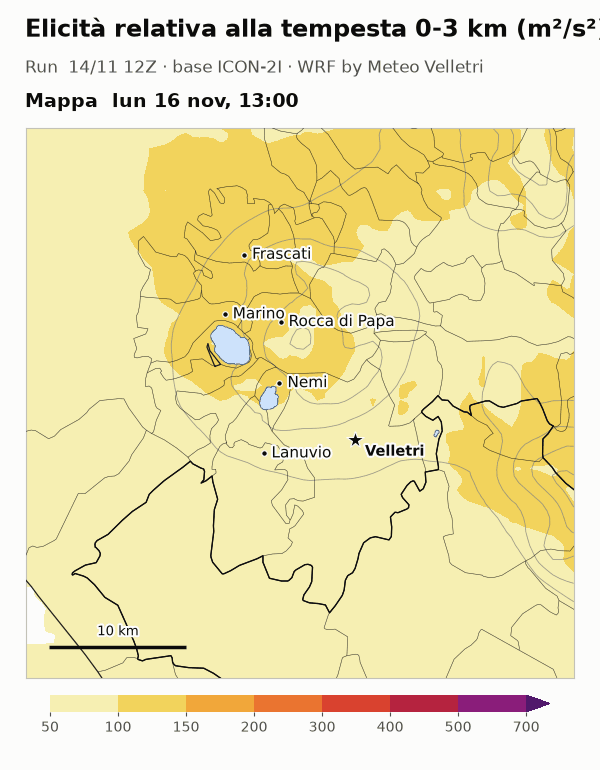 Elicità relativa alla tempesta 0-3 km (m²/s²)
Run 14/11 12Z · base ICON-2I · WRF by Meteo Velletri
Mappa lun 16 nov, 13:00
Frascati
Marino
Rocca di Papa
Nemi
Velletri
Lanuvio
10 km
50 100 150 200 300 400 500 700